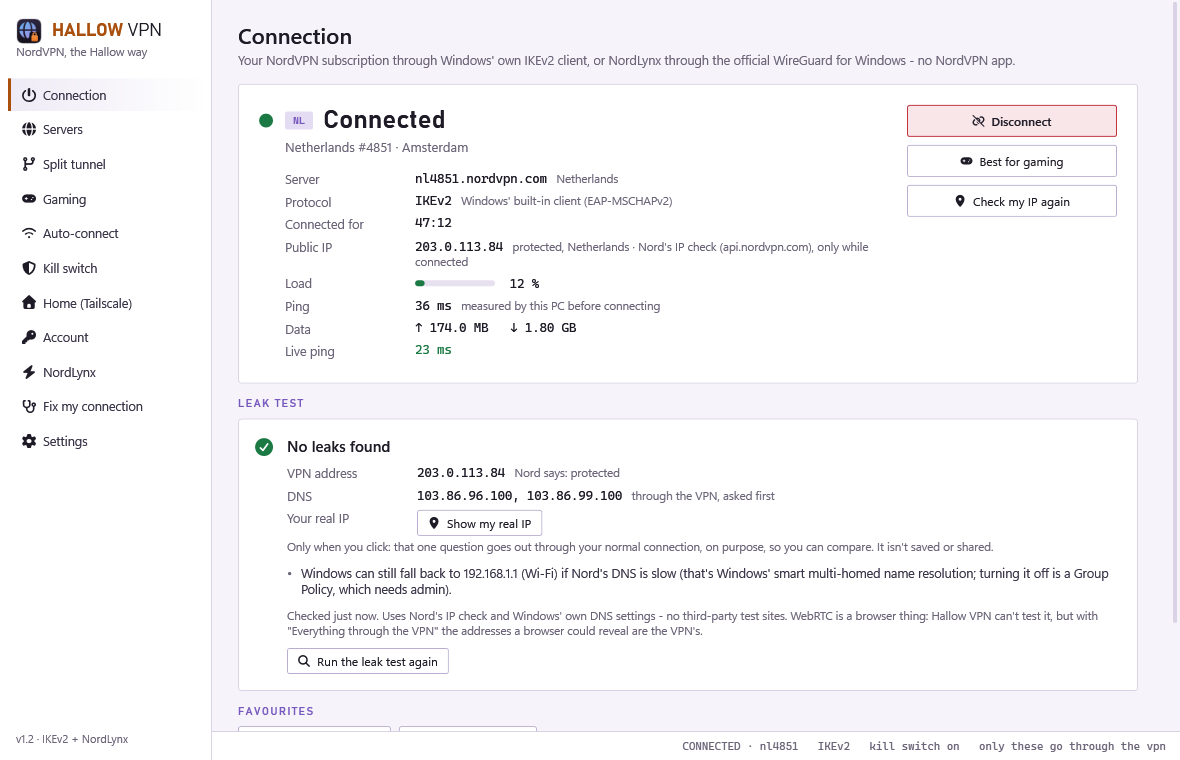 HALLOW VPN
NordVPN, the Hallow way
Connection
Servers
Split tunnel
Gaming
Auto-connect
Kill switch
Home (Tailscale)
Account
NordLynx
Fix my connection
Settings
v1.2 · IKEv2 + NordLynx
Connection
Your NordVPN subscription through Windows' own IKEv2 client, or NordLynx through the official WireGuard for Windows - no NordVPN app.
NL Connected
Netherlands #4851 · Amsterdam
Server nl4851.nordvpn.com Netherlands
Protocol IKEv2 Windows' built-in client (EAP-MSCHAPv2)
Connected for 47:12
Public IP 203.0.113.84 protected, Netherlands · Nord's IP check (api.nordvpn.com), only while
connected
Load 12 %
Ping 36 ms measured by this PC before connecting
Data ↑ 174.0 MB ↓ 1.80 GB
Live ping 23 ms
Disconnect
Best for gaming
Check my IP again
LEAK TEST
No leaks found
VPN address 203.0.113.84 Nord says: protected
DNS 103.86.96.100, 103.86.99.100 through the VPN, asked first
Your real IP Show my real IP
Only when you click: that one question goes out through your normal connection, on purpose, so you can compare. It isn't saved or shared.
• Windows can still fall back to 192.168.1.1 (Wi-Fi) if Nord's DNS is slow (that's Windows' smart multi-homed name resolution; turning it off is a Group
Policy, which needs admin).
Checked just now. Uses Nord's IP check and Windows' own DNS settings - no third-party test sites. WebRTC is a browser thing: Hallow VPN can't test it, but with
"Everything through the VPN" the addresses a browser could reveal are the VPN's.
Run the leak test again
FAVOURITES
CONNECTED · nl4851 IKEv2 kill switch on only these go through the vpn